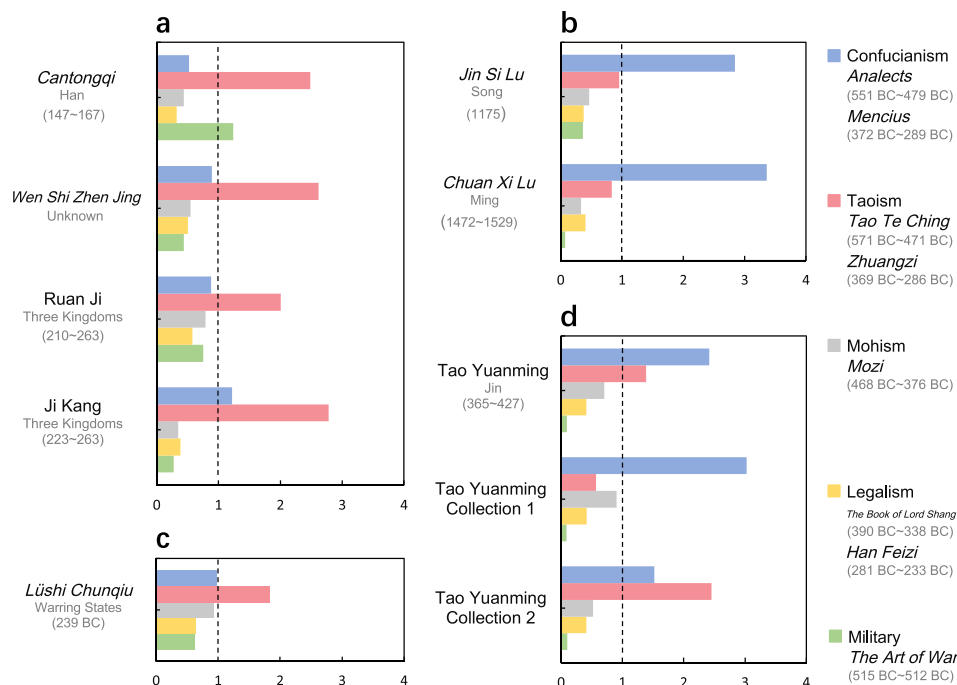 a
Cantongqi
Han
(147~167)
Wen Shi Zhen Jing
Unknown
Ruan Ji
Three Kingdoms
(210~263)
Ji Kang
Three Kingdoms
(223~263)
0 1 2 3 4
c
Lüshi Chunqiu
Warring States
(239 BC)
0 1 2 3 4
b
Jin Si Lu
Song
(1175)
Chuan Xi Lu
Ming
(1472~1529)
0 1 2 3 4
d
Tao Yuanming
Jin
(365~427)
Tao Yuanming
Collection 1
Tao Yuanming
Collection 2
0 1 2 3 4
Confucianism
Analects
(551 BC~479 BC)
Mencius
(372 BC~289 BC)
Taoism
Tao Te Ching
(571 BC~471 BC)
Zhuangzi
(369 BC~286 BC)
Mohism
Mozi
(468 BC~376 BC)
Legalism
The Book of Lord Shang
(390 BC~338 BC)
Han Feizi
(281 BC~233 BC)
Military
The Art of War
(515 BC~512 BC)